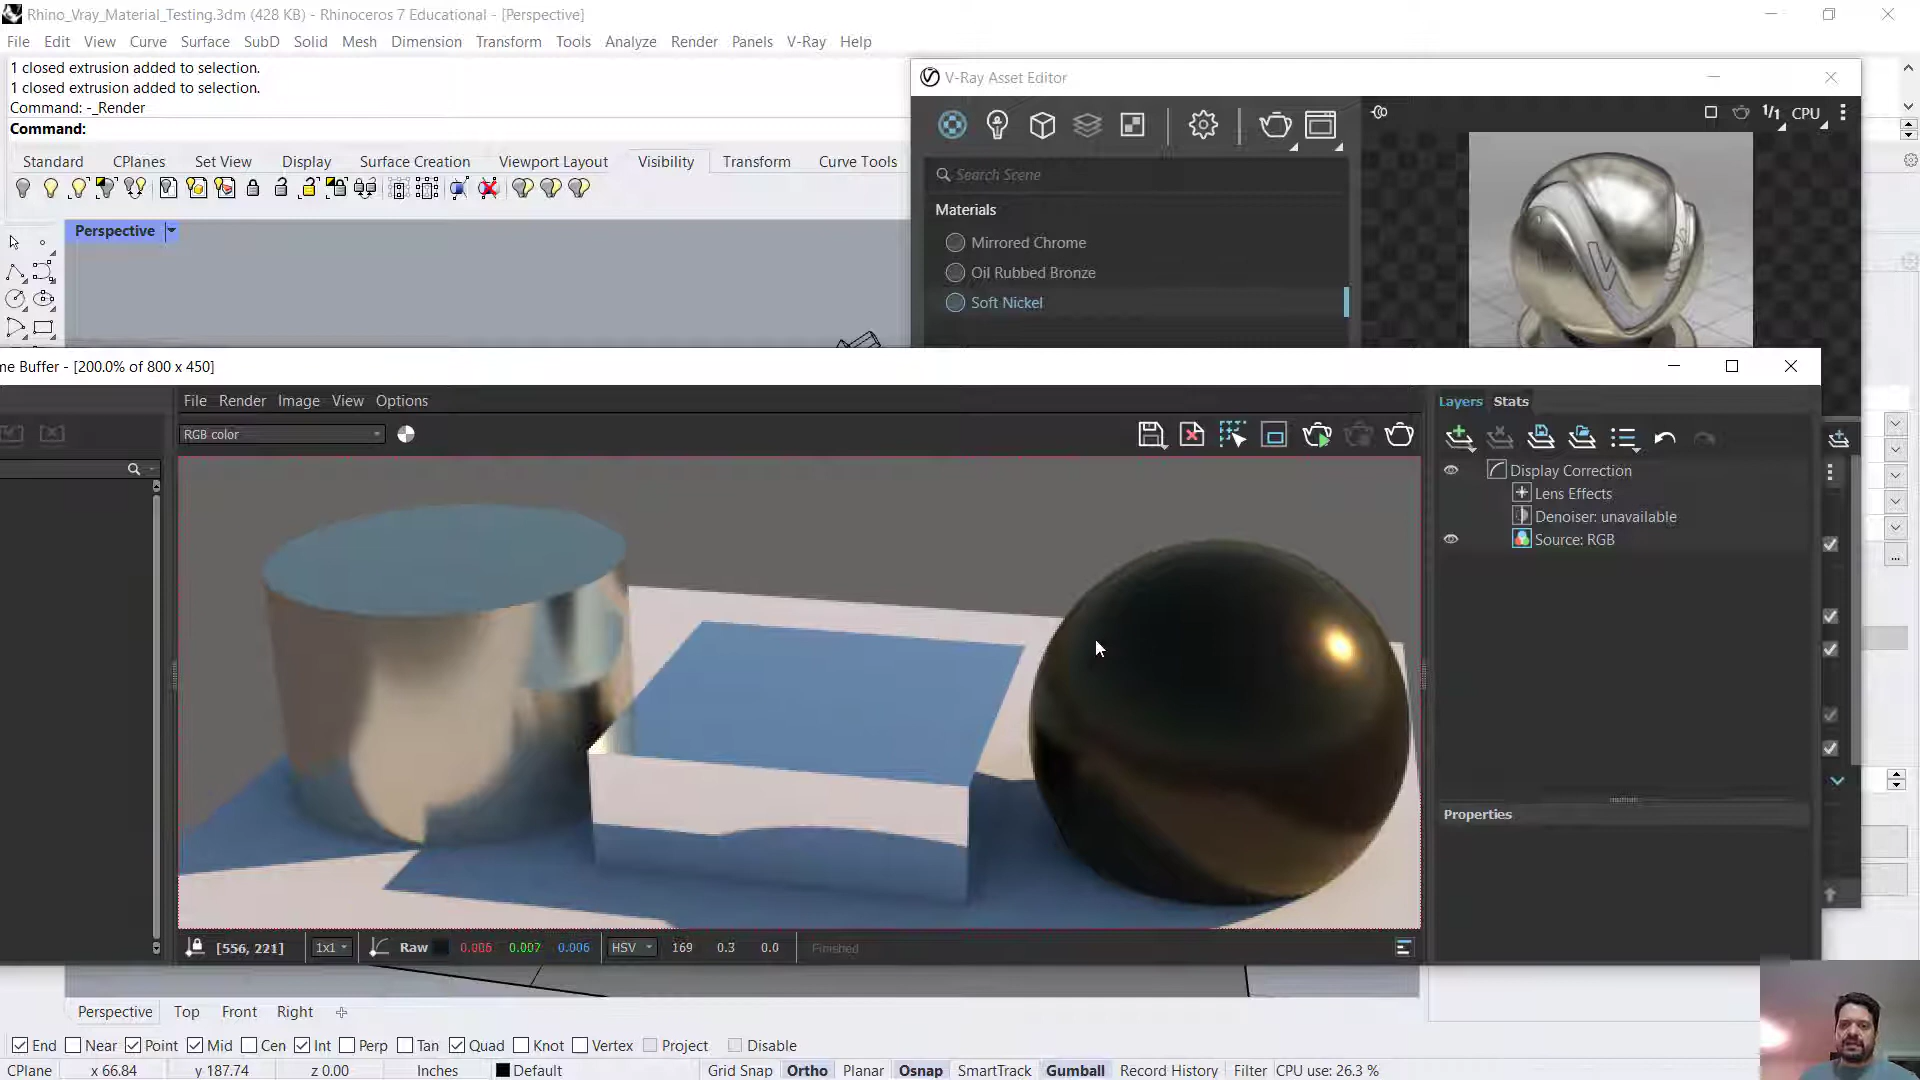 Rhino_Vray_Material_Testing.3dm (428 KB) - Rhinoceros 7 Educational - [Perspective]
File Edit View Curve Surface SubD Solid Mesh Dimension Transform Tools Analyze Render Panels V-Ray Help
1 closed extrusion added to selection.
1 closed extrusion added to selection.
Command: -_Render
Command:
Standard CPlanes Set View Display Surface Creation Viewport Layout Visibility Transform Curve Tools
Perspective
V-Ray Asset Editor
1/1 CPU
Search Scene
Materials
Mirrored Chrome
Oil Rubbed Bronze
Soft Nickel
me Buffer - [200.0% of 800 x 450]
File Render Image View Options
RGB color
Layers Stats
Display Correction
Lens Effects
Denoiser: unavailable
Source: RGB
Properties
[556, 221] 1x1 Raw 0.006 0.007 0.006 HSV 169 0.3 0.0 Finished
Perspective Top Front Right
End Near Point Mid Cen Int Perp Tan Quad Knot Vertex Project Disable
CPlane x 66.84 y 187.74 z 0.00 Inches Default Grid Snap Ortho Planar Osnap SmartTrack Gumball Record History Filter CPU use: 26.3 %